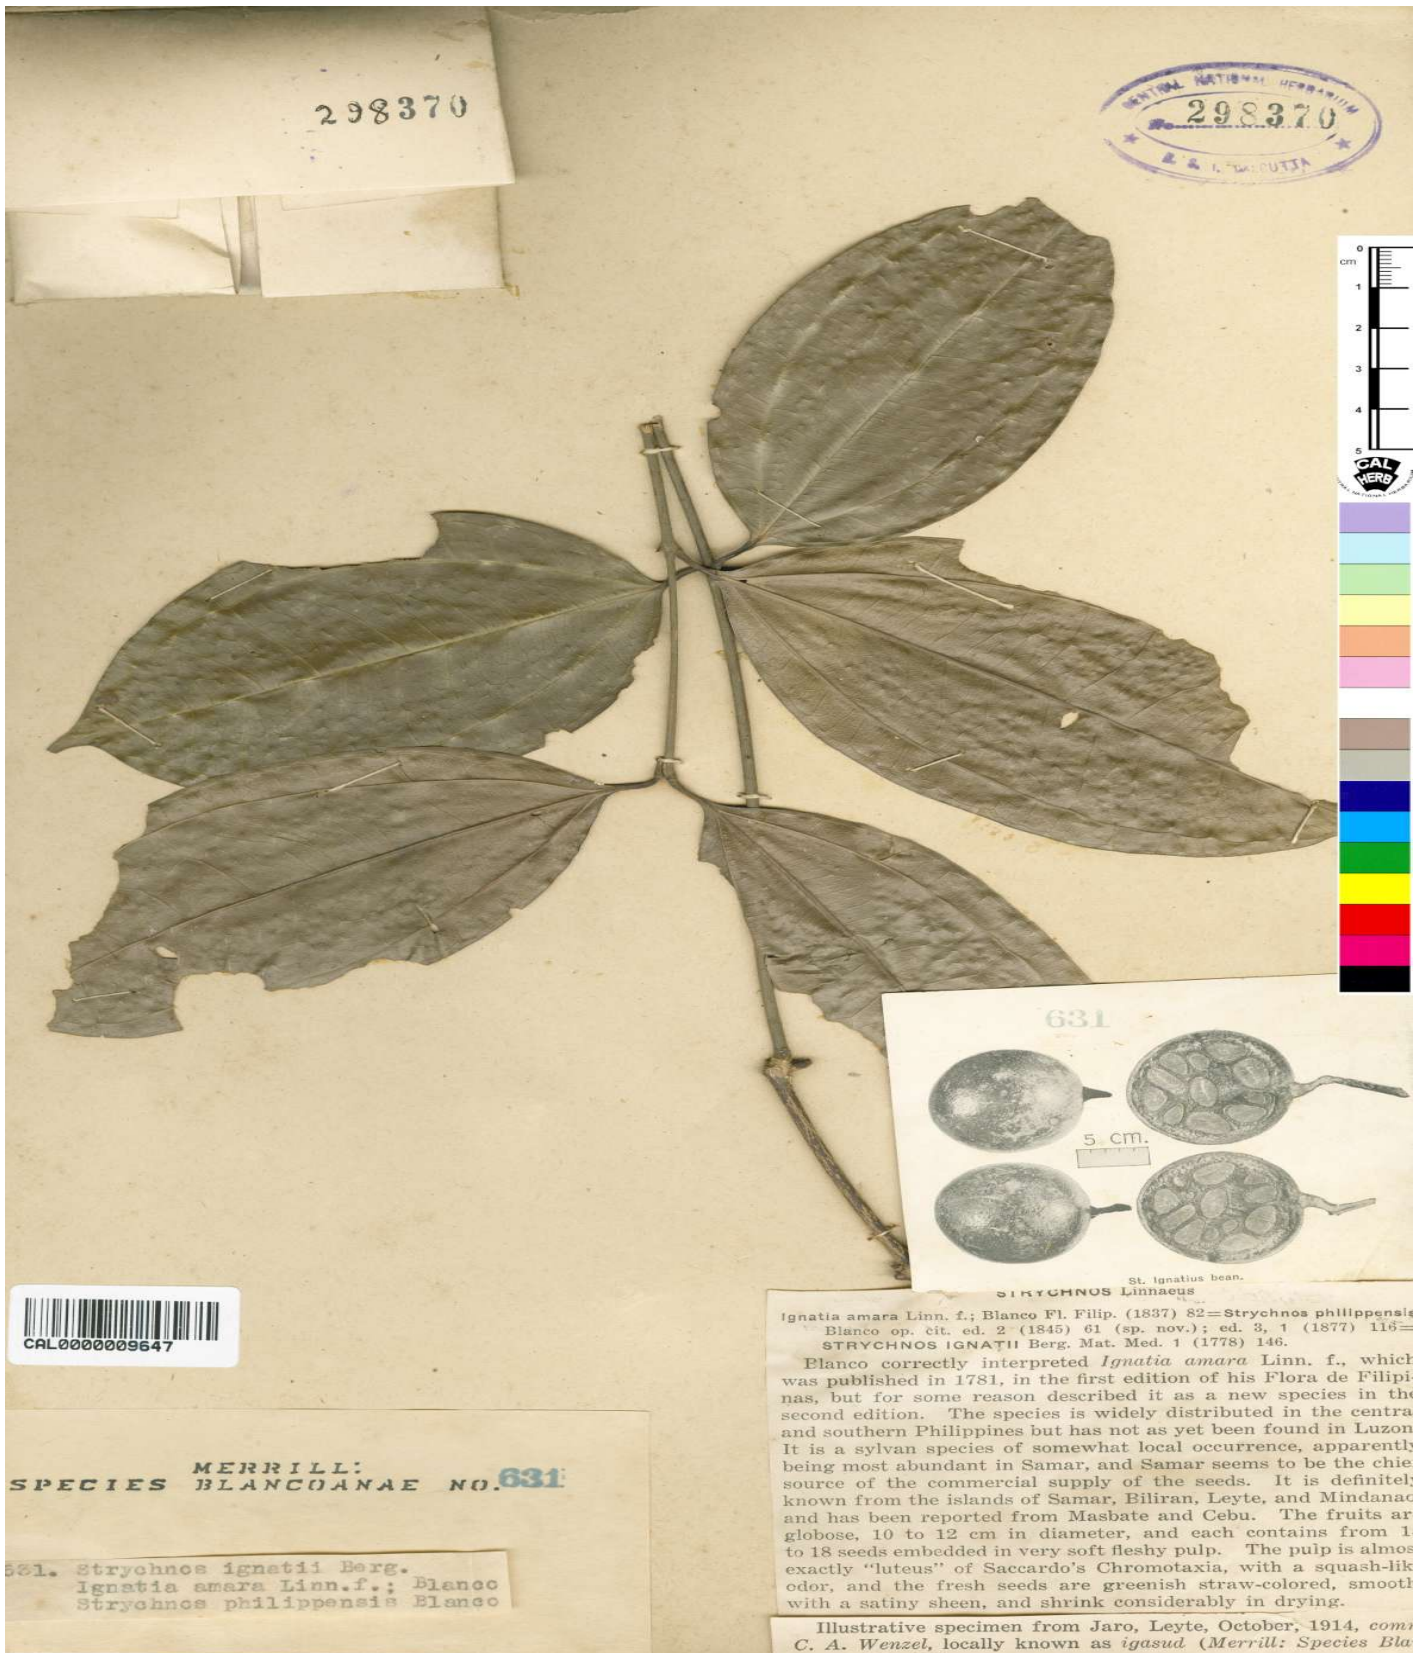 298370
CENTRAL NATIONAL HERBARIUM
No. 298370
B. S. I. CALCUTTA
0
cm
1
2
3
4
5
CAL
HERB
631
5 cm.
St. Ignatius bean.
CAL0000009647
STRYCHNOS Linnaeus
Ignatia amara Linn. f.; Blanco Fl. Filip. (1837) 82=Strychnos philippensis
Blanco op. cit. ed. 2 (1845) 61 (sp. nov.); ed. 3, 1 (1877) 116=
STRYCHNOS IGNATII Berg. Mat. Med. 1 (1778) 146.
Blanco correctly interpreted Ignatia amara Linn. f., which
was published in 1781, in the first edition of his Flora de Filipi-
nas, but for some reason described it as a new species in the
second edition. The species is widely distributed in the centra
and southern Philippines but has not as yet been found in Luzon
It is a sylvan species of somewhat local occurrence, apparently
being most abundant in Samar, and Samar seems to be the chie
source of the commercial supply of the seeds. It is definitely
known from the islands of Samar, Biliran, Leyte, and Mindanao
and has been reported from Masbate and Cebu. The fruits ar
globose, 10 to 12 cm in diameter, and each contains from 1
to 18 seeds embedded in very soft fleshy pulp. The pulp is almos
exactly "luteus" of Saccardo's Chromotaxia, with a squash-lik
odor, and the fresh seeds are greenish straw-colored, smooth
with a satiny sheen, and shrink considerably in drying.
Illustrative specimen from Jaro, Leyte, October, 1914, comm
C. A. Wenzel, locally known as igasud (Merrill: Species Bla
MERRILL:
SPECIES BLANCOANAE NO. 631
631. Strychnos ignatii Berg.
Ignatia amara Linn.f.; Blanco
Strychnos philippensis Blanco